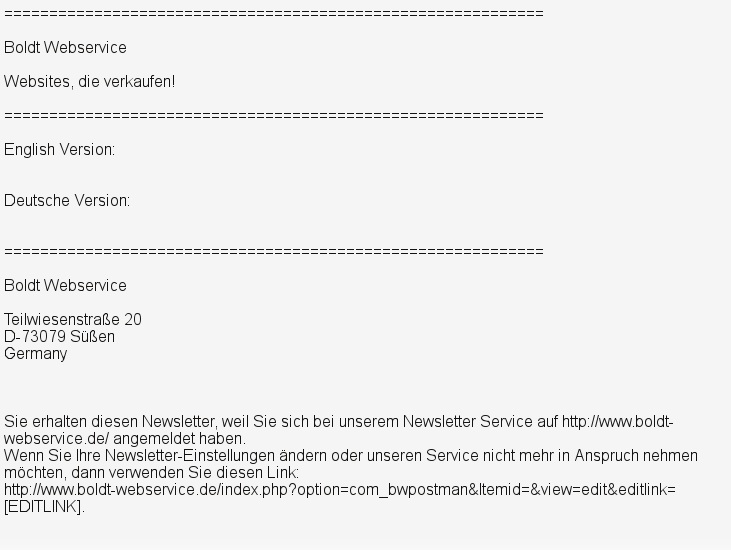 ============================================================
Boldt Webservice
Websites, die verkaufen!
============================================================
English Version:
Deutsche Version:
============================================================
Boldt Webservice
Teilwiesenstraße 20
D-73079 Süßen
Germany
Sie erhalten diesen Newsletter, weil Sie sich bei unserem Newsletter Service auf http://www.boldt-
webservice.de/ angemeldet haben.
Wenn Sie Ihre Newsletter-Einstellungen ändern oder unseren Service nicht mehr in Anspruch nehmen
möchten, dann verwenden Sie diesen Link:
http://www.boldt-webservice.de/index.php?option=com_bwpostman&Itemid=&view=edit&editlink=
[EDITLINK].